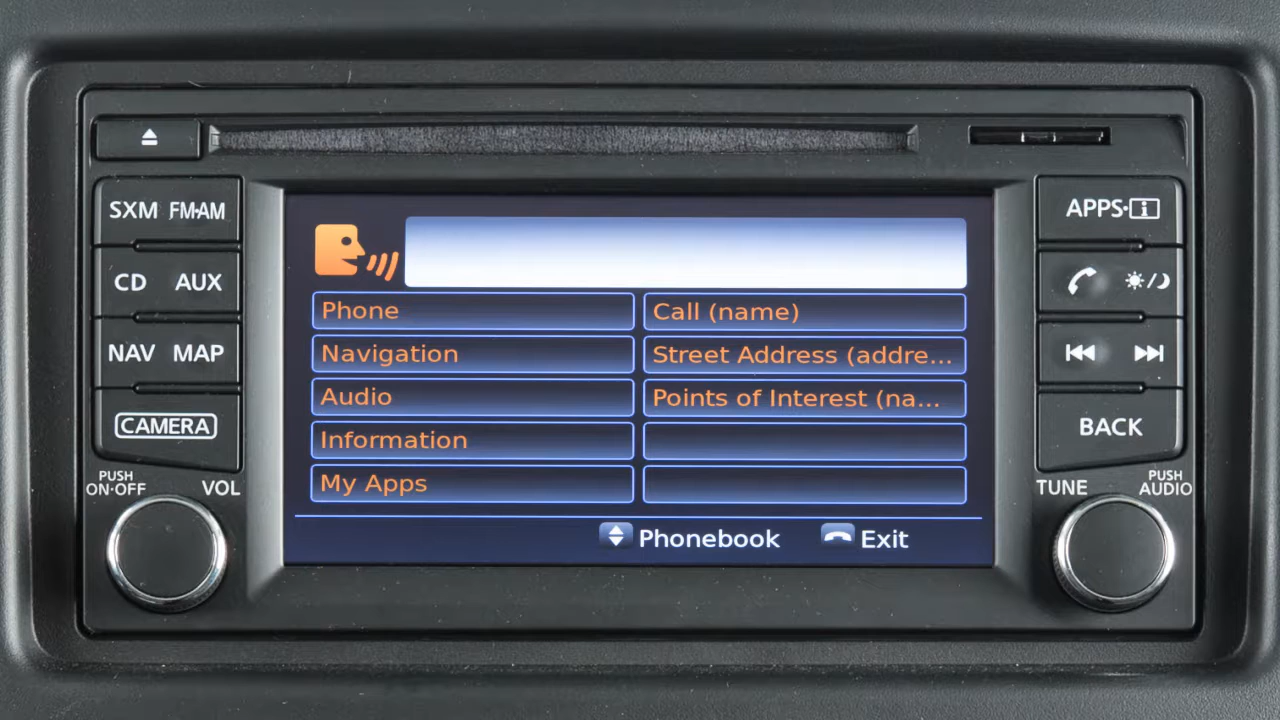 SXM FM·AM
APPS·i
CD AUX
NAV MAP
CAMERA
BACK
PUSH
ON·OFF
VOL
TUNE
PUSH
AUDIO
Phone
Call (name)
Navigation
Street Address (addre...
Audio
Points of Interest (na...
Information
My Apps
Phonebook
Exit